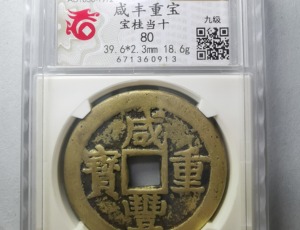 咸丰重宝
九级
宝桂当十
80
39.6*2.3mm 18.6g
671360913
咸
寶 重
豐